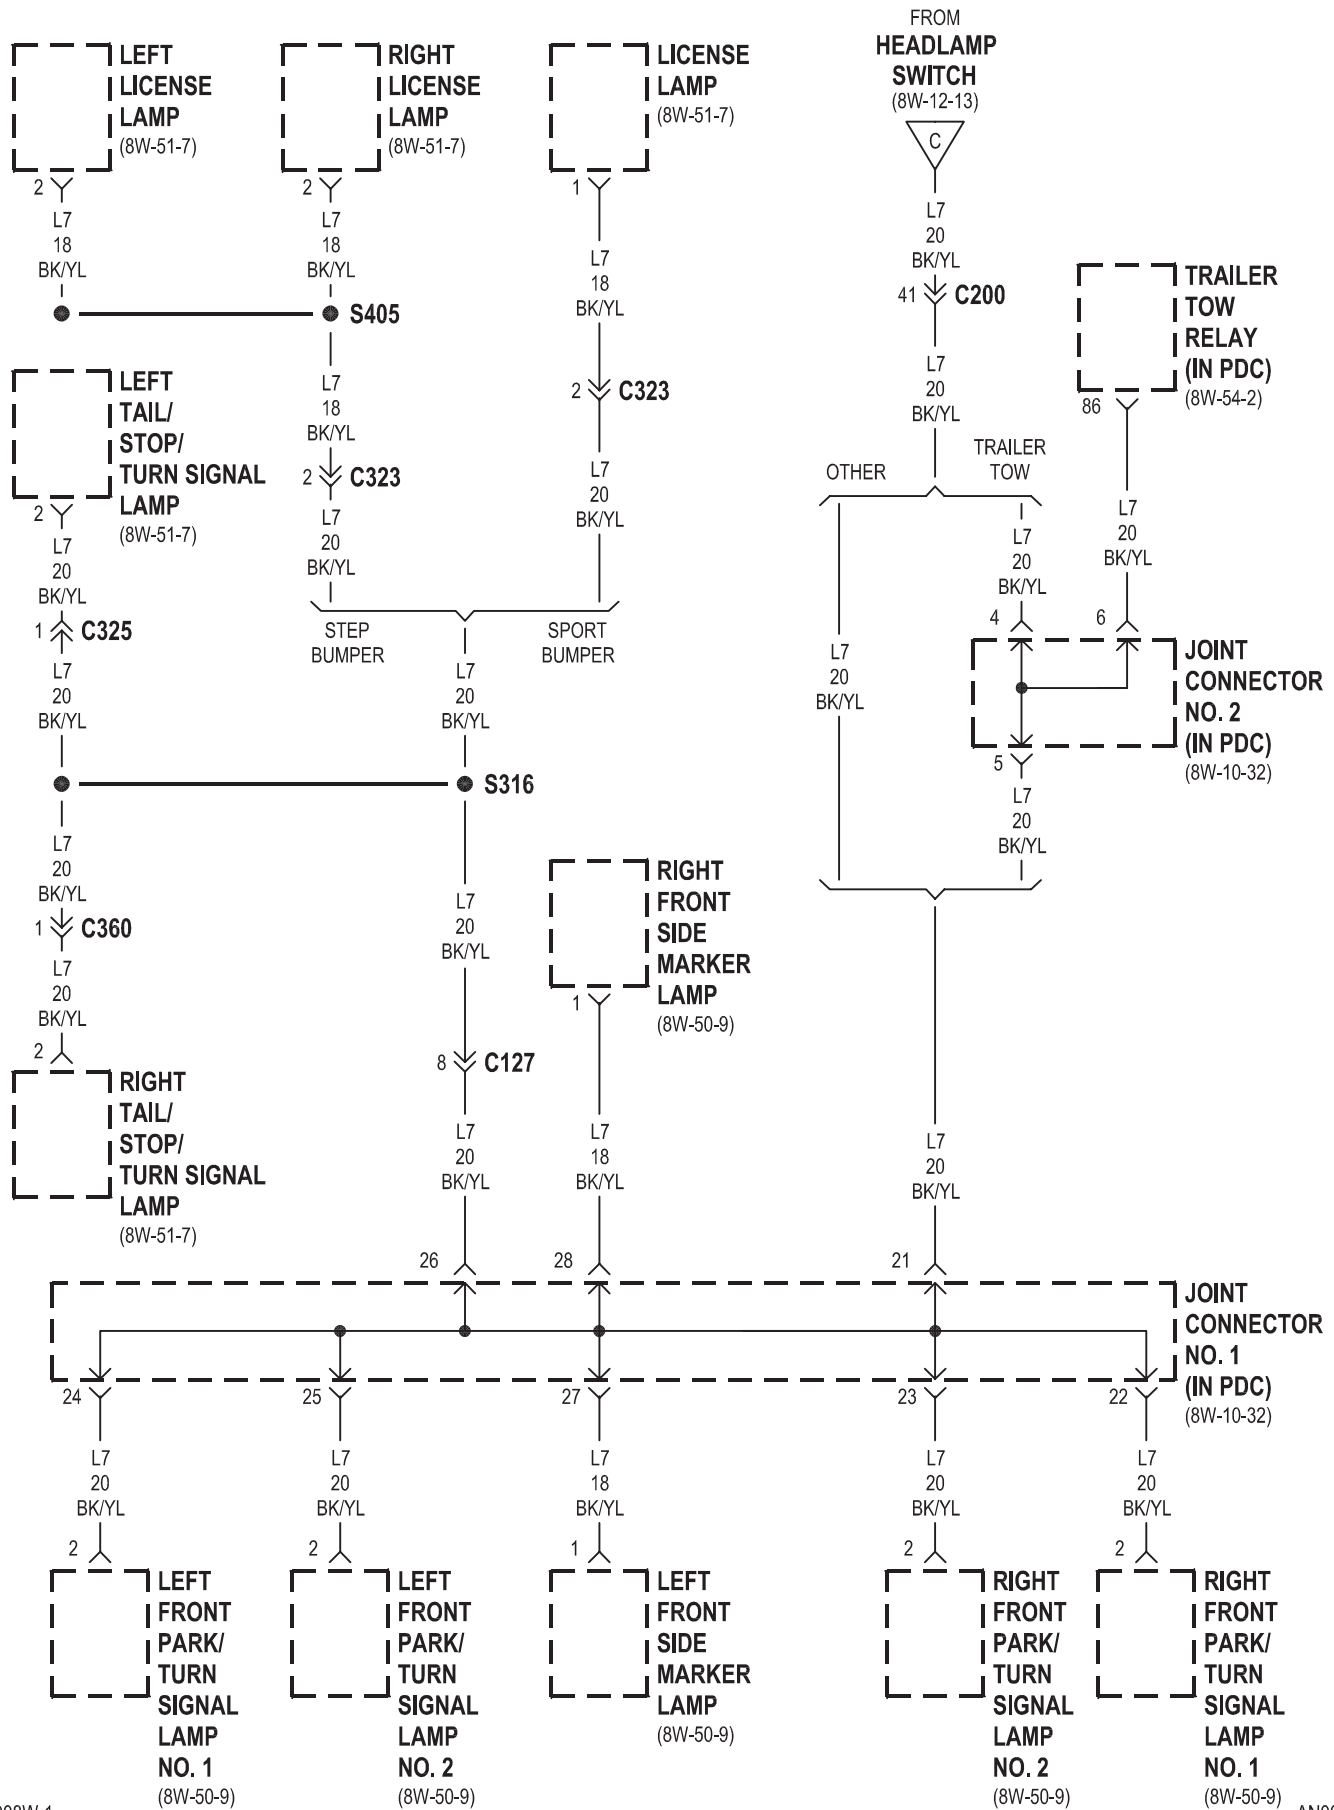 LEFT
LICENSE
LAMP
(8W-51-7)
2
L7
18
BK/YL
RIGHT
LICENSE
LAMP
(8W-51-7)
2
L7
18
BK/YL
S405
L7
18
BK/YL
2
C323
L7
20
BK/YL
LICENSE
LAMP
(8W-51-7)
1
L7
18
BK/YL
2
C323
L7
20
BK/YL
STEP
BUMPER
SPORT
BUMPER
L7
20
BK/YL
LEFT
TAIL/
STOP/
TURN SIGNAL
LAMP
(8W-51-7)
2
L7
20
BK/YL
1
C325
L7
20
BK/YL
S316
L7
20
BK/YL
1
C360
L7
20
BK/YL
2
RIGHT
TAIL/
STOP/
TURN SIGNAL
LAMP
(8W-51-7)
L7
20
BK/YL
8
C127
L7
20
BK/YL
26
RIGHT
FRONT
SIDE
MARKER
LAMP
(8W-50-9)
1
L7
18
BK/YL
28
FROM
HEADLAMP
SWITCH
(8W-12-13)
C
L7
20
BK/YL
41
C200
L7
20
BK/YL
OTHER
TRAILER
TOW
L7
20
BK/YL
L7
20
BK/YL
4
TRAILER
TOW
RELAY
(IN PDC)
(8W-54-2)
86
L7
20
BK/YL
6
JOINT
CONNECTOR
NO. 2
(IN PDC)
(8W-10-32)
5
L7
20
BK/YL
L7
20
BK/YL
21
JOINT
CONNECTOR
NO. 1
(IN PDC)
(8W-10-32)
24
25
27
23
22
L7
20
BK/YL
L7
20
BK/YL
L7
18
BK/YL
L7
20
BK/YL
L7
20
BK/YL
2
2
1
2
2
LEFT
FRONT
PARK/
TURN
SIGNAL
LAMP
NO. 1
(8W-50-9)
LEFT
FRONT
PARK/
TURN
SIGNAL
LAMP
NO. 2
(8W-50-9)
LEFT
FRONT
SIDE
MARKER
LAMP
(8W-50-9)
RIGHT
FRONT
PARK/
TURN
SIGNAL
LAMP
NO. 2
(8W-50-9)
RIGHT
FRONT
PARK/
TURN
SIGNAL
LAMP
NO. 1
(8W-50-9)